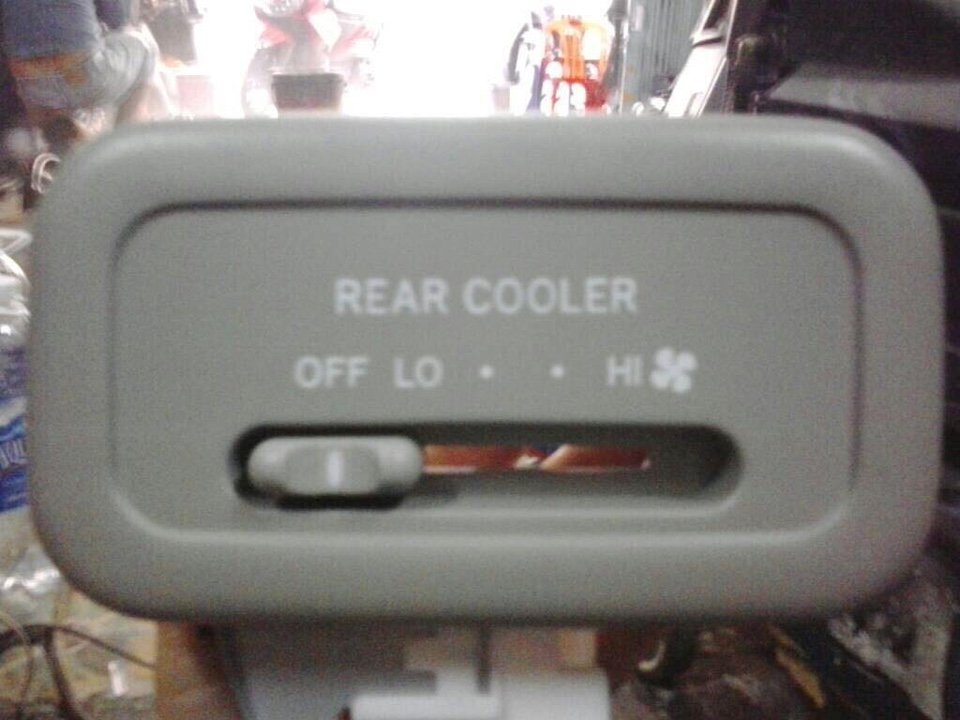 REAR COOLER
OFF LO • • HI